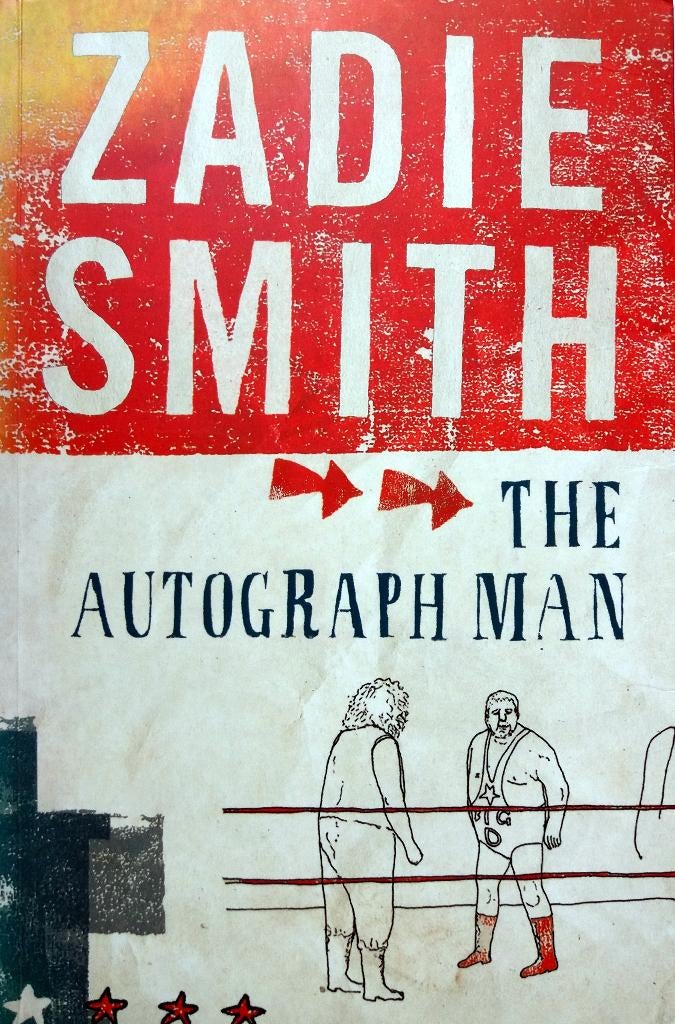 ZADIE
SMITH
THE
AUTOGRAPH MAN
BIG
D